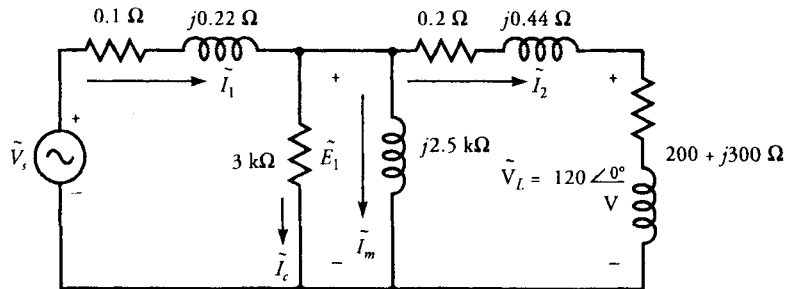 0.1 Ω
j0.22 Ω
0.2 Ω
j0.44 Ω
Ĩ₁
Ĩ₂
+
+
+
Ṽₛ
3 kΩ
Ẽ₁
j2.5 kΩ
200 + j300 Ω
Ṽ_L = 120 ∠0°
V
−
Ĩ_c
−
Ĩₘ
−